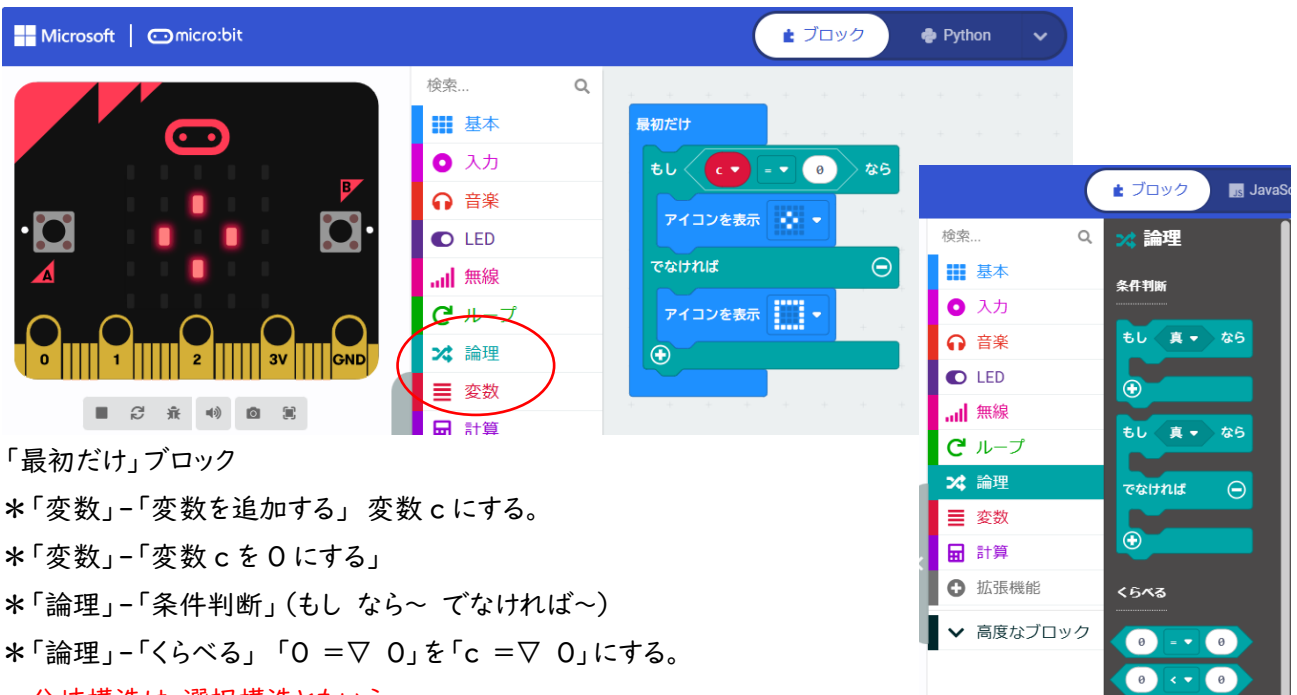 Microsoft
micro:bit
ブロック
Python
検索...
基本
入力
音楽
LED
無線
ループ
論理
変数
計算
A
B
0
1
2
3V
GND
最初だけ
もし c = 0 なら
アイコンを表示
でなければ
アイコンを表示
ブロック
JS
検索...
基本
入力
音楽
LED
無線
ループ
論理
変数
計算
拡張機能
高度なブロック
論理
条件判断
もし 真 なら
もし 真 なら
でなければ
くらべる
0 = 0
0 < 0
「最初だけ」ブロック
＊「変数」-「変数を追加する」 変数cにする。
＊「変数」-「変数cを0にする」
＊「論理」-「条件判断」(もし なら～ でなければ～)
＊「論理」-「くらべる」 「0 =▽ 0」を「c =▽ 0」にする。